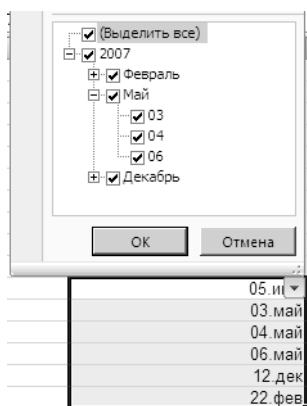 (Выделить все)
2007
Февраль
Май
03
04
06
Декабрь
ОК
Отмена
05.и
03.май
04.май
06.май
12.дек
22.фев